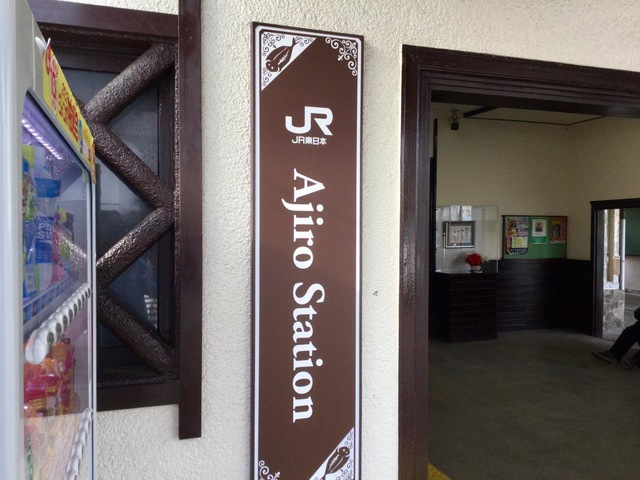 JR
JR東日本
Ajiro Station